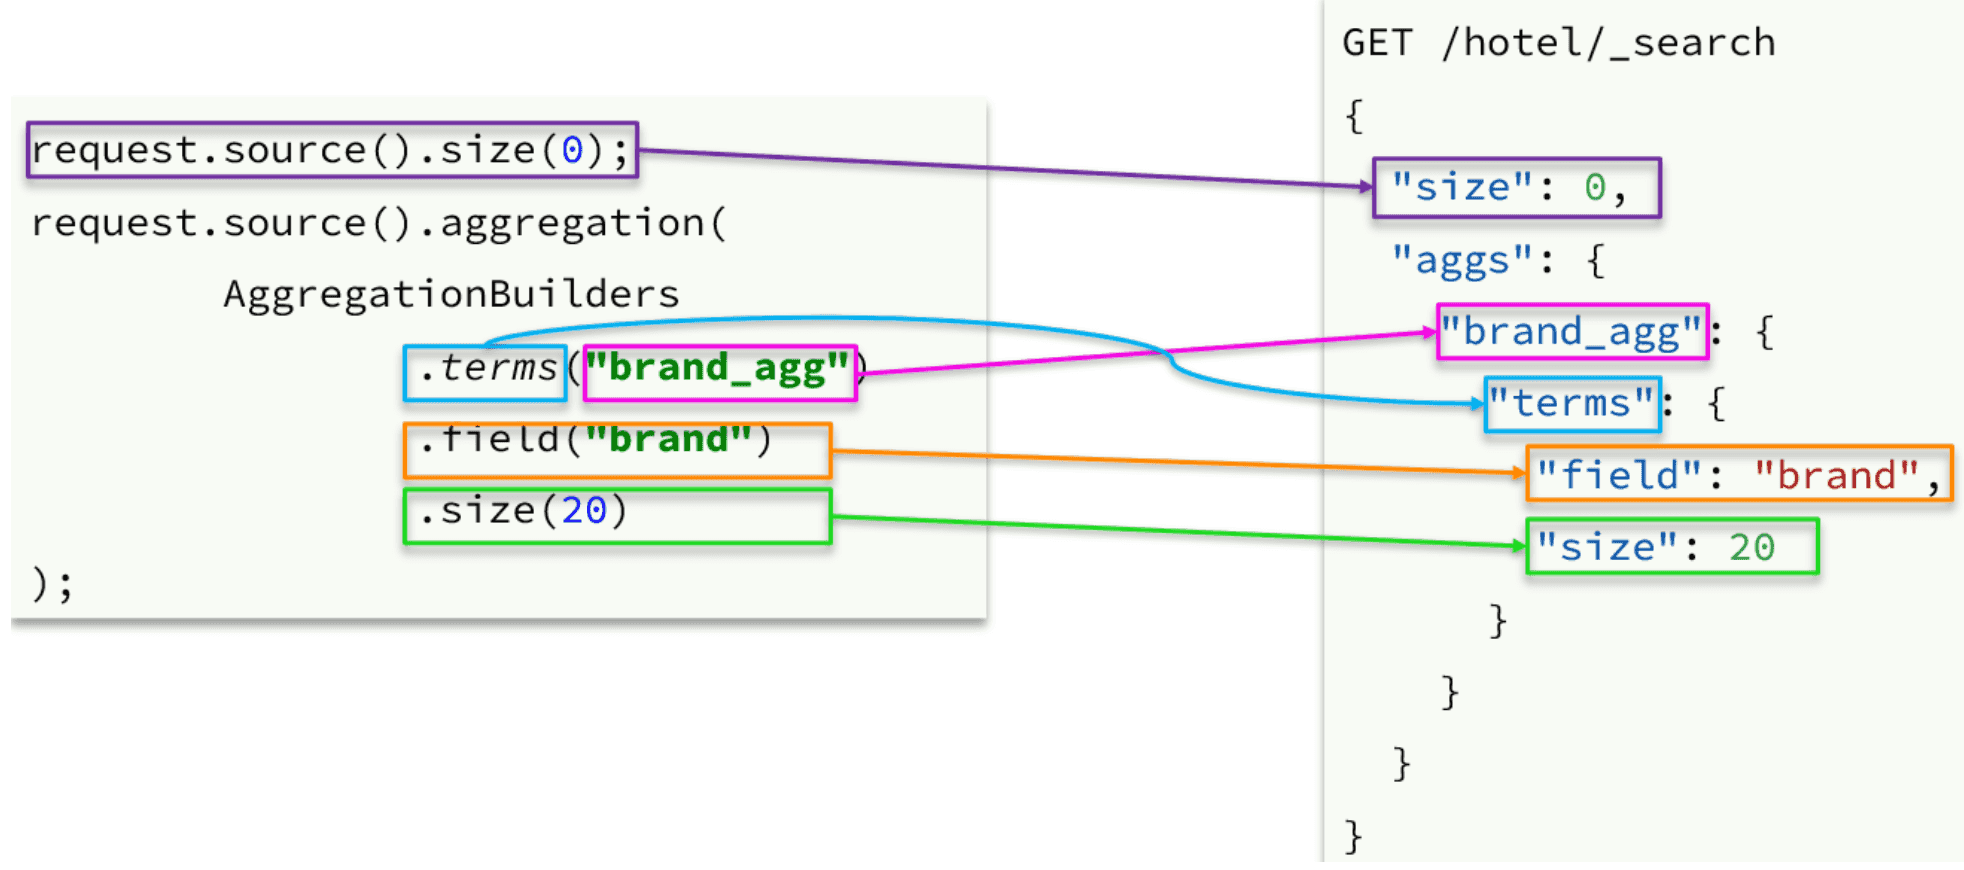 request.source().size(0);
request.source().aggregation(
AggregationBuilders
.terms("brand_agg")
.field("brand")
.size(20)
);
GET /hotel/_search
{
"size": 0,
"aggs": {
"brand_agg": {
"terms": {
"field": "brand",
"size": 20
}
}
}
}